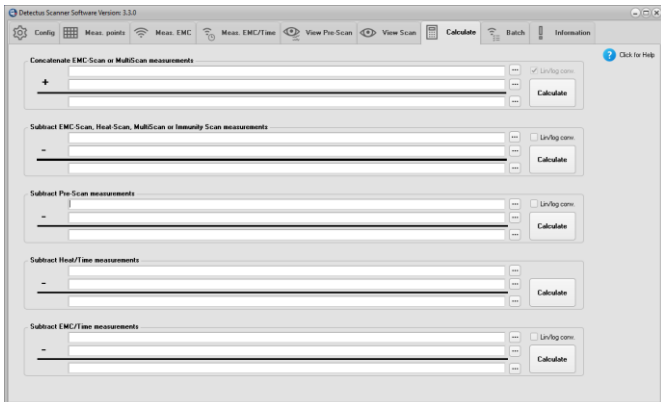 Detectus Scanner Software Version: 3.3.0
Config Meas. points Meas. EMC Meas. EMC/Time View Pre-Scan View Scan Calculate Batch Information
Click for Help
Concatenate EMC-Scan or MultiScan measurements
... Lin/log conv.
+ ... Calculate
...
Subtract EMC-Scan, Heat-Scan, MultiScan or Immunity Scan measurements
... Lin/log conv.
- ... Calculate
...
Subtract Pre-Scan measurements
... Lin/log conv.
- ... Calculate
...
Subtract Heat/Time measurements
...
- ... Calculate
...
Subtract EMC/Time measurements
... Lin/log conv.
- ... Calculate
...